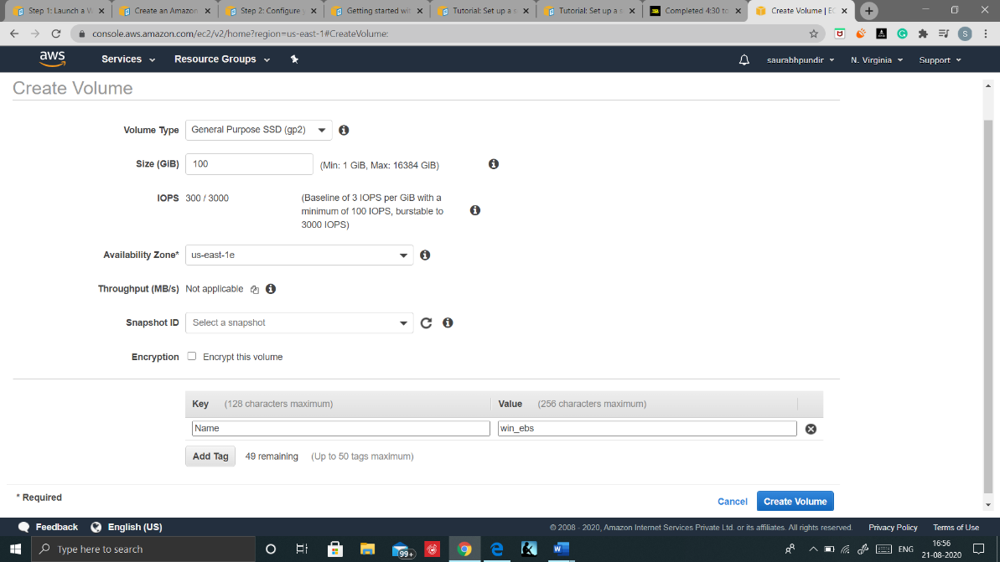 Step 1: Launch a W
Create an Amazon
Step 2: Configure
Getting started wit
Tutorial: Set up a s
Tutorial: Set up a s
Completed 4:30 to
Create Volume | EC
console.aws.amazon.com/ec2/v2/home?region=us-east-1#CreateVolume:
S
aws
Services
Resource Groups
saurabhpundir
N. Virginia
Support
Create Volume
Volume Type
General Purpose SSD (gp2)
Size (GiB)
100
(Min: 1 GiB, Max: 16384 GiB)
IOPS
300 / 3000
(Baseline of 3 IOPS per GiB with a
minimum of 100 IOPS, burstable to
3000 IOPS)
Availability Zone*
us-east-1e
Throughput (MB/s)
Not applicable
Snapshot ID
Select a snapshot
Encryption
Encrypt this volume
Key (128 characters maximum)
Value (256 characters maximum)
Name
win_ebs
Add Tag
49 remaining
(Up to 50 tags maximum)
* Required
Cancel
Create Volume
Feedback
English (US)
© 2008 - 2020, Amazon Internet Services Private Ltd. or its affiliates. All rights reserved.
Privacy Policy
Terms of Use
Type here to search
99+
ENG
16:56
21-08-2020